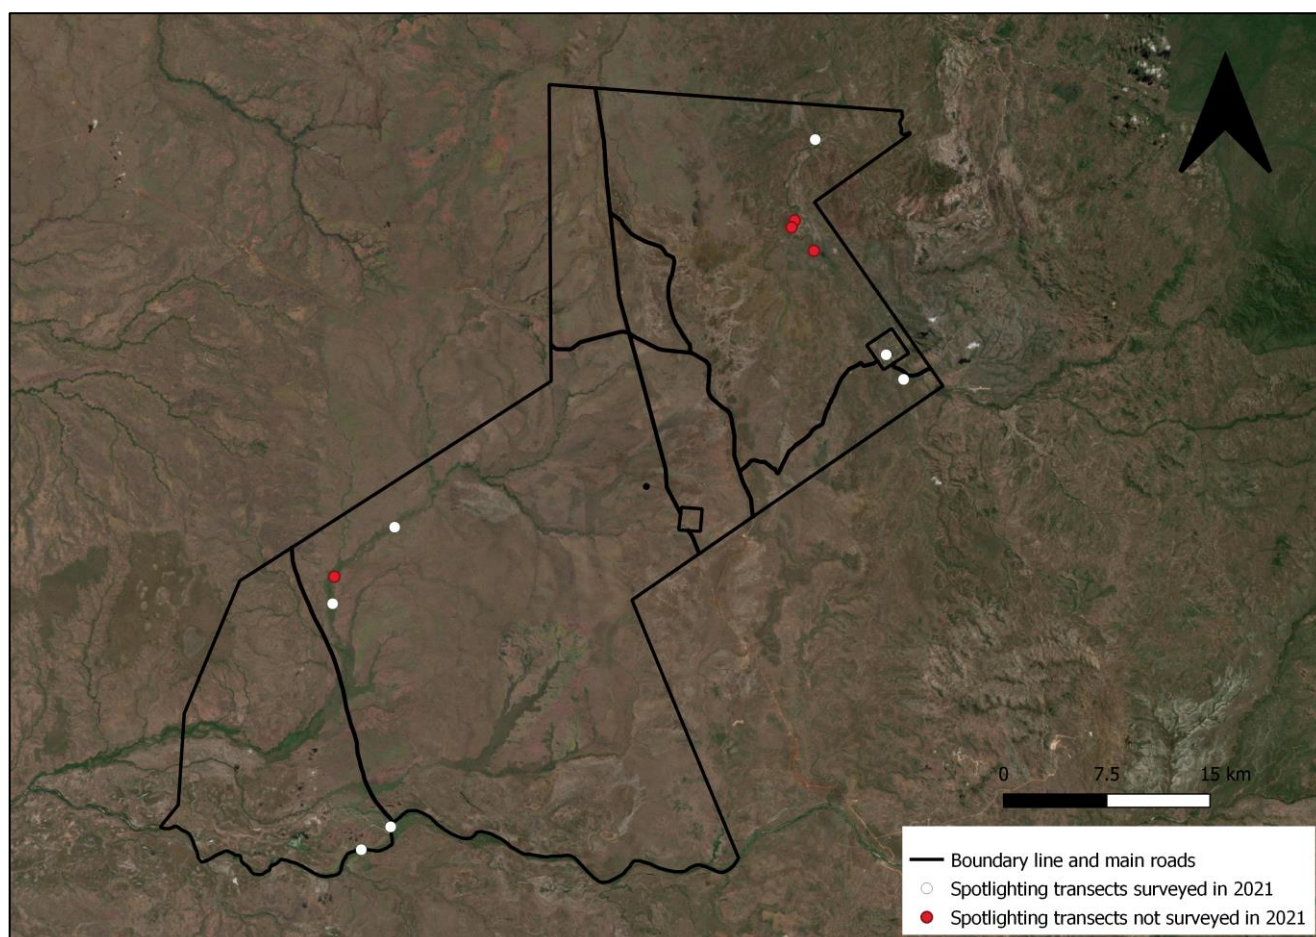 0 7.5 15 km
Boundary line and main roads
Spotlighting transects surveyed in 2021
Spotlighting transects not surveyed in 2021